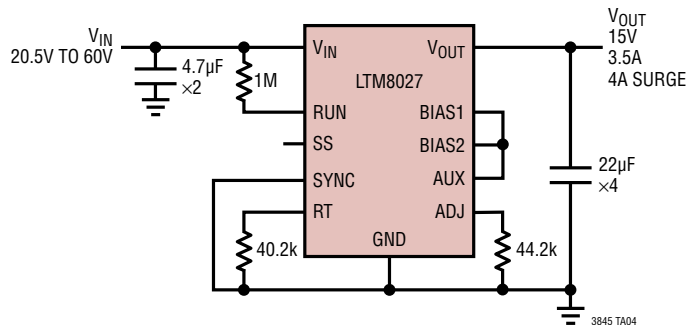 VIN
20.5V TO 60V
4.7µF
×2
1M
VIN
RUN
SS
SYNC
RT
LTM8027
GND
VOUT
BIAS1
BIAS2
AUX
ADJ
40.2k
44.2k
VOUT
15V
3.5A
4A SURGE
22µF
×4
3845 TA04